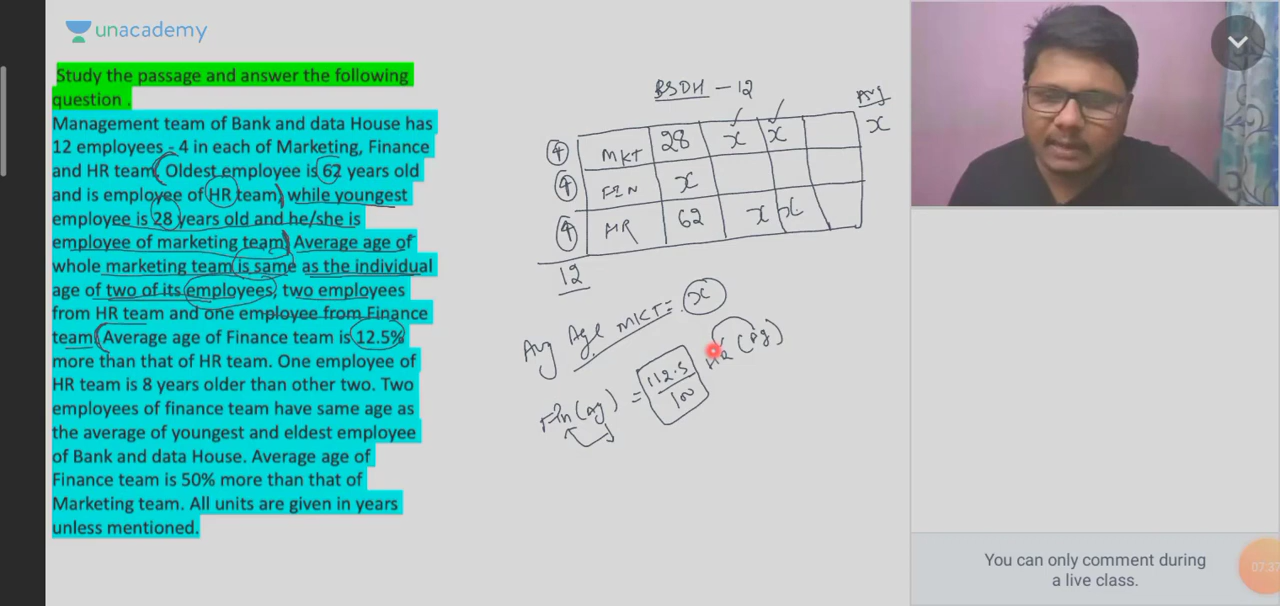 unacademy
Study the passage and answer the following
question .
Management team of Bank and data House has
12 employees - 4 in each of Marketing, Finance
and HR team. Oldest employee is 62 years old
and is employee of HR team, while youngest
employee is 28 years old and he/she is
employee of marketing team. Average age of
whole marketing team is same as the individual
age of two of its employees, two employees
from HR team and one employee from Finance
team. Average age of Finance team is 12.5%
more than that of HR team. One employee of
HR team is 8 years older than other two. Two
employees of finance team have same age as
the average of youngest and eldest employee
of Bank and data House. Average age of
Finance team is 50% more than that of
Marketing team. All units are given in years
unless mentioned.
BSDH - 12
Avg
④ MKT 28 x x x
④ FIN x
④ HR 62 x x
12
Avg Age MKT = x
Fin(ag) = 112.5/100 HR(Ag)
You can only comment during
a live class.
07:37